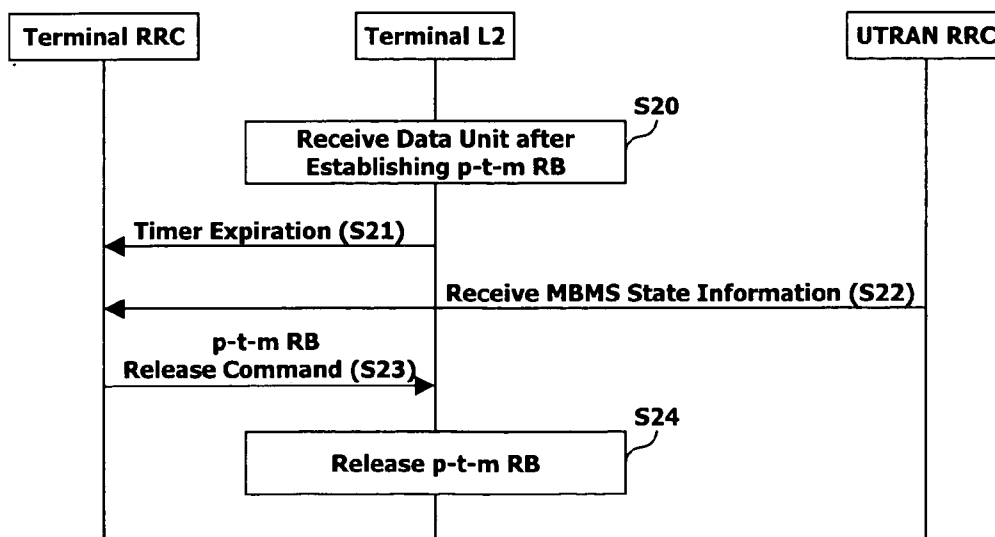 Terminal RRC
Terminal L2
UTRAN RRC
S20
Receive Data Unit after
Establishing p-t-m RB
Timer Expiration (S21)
Receive MBMS State Information (S22)
p-t-m RB
Release Command (S23)
S24
Release p-t-m RB